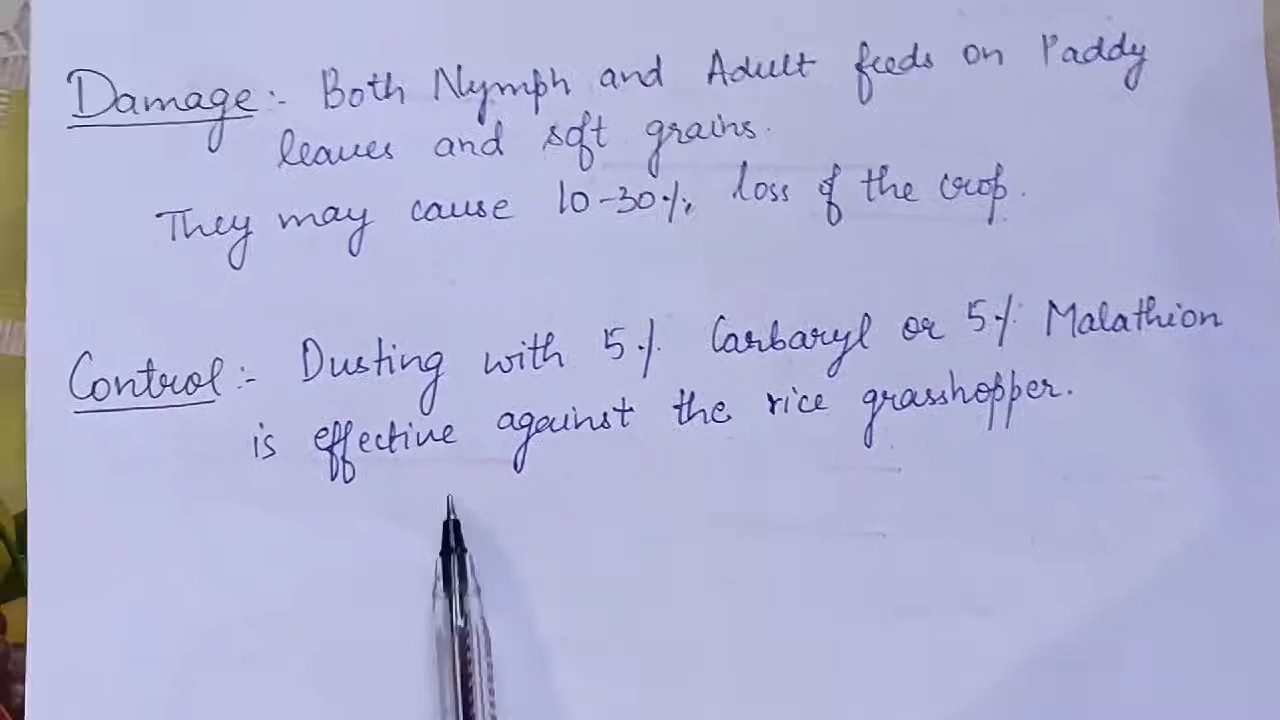 Damage:- Both Nymph and Adult feeds on Paddy
leaves and soft grains.
They may cause 10-30% loss of the crop.
Control:- Dusting with 5% Carbaryl or 5% Malathion
is effective against the rice grasshopper.